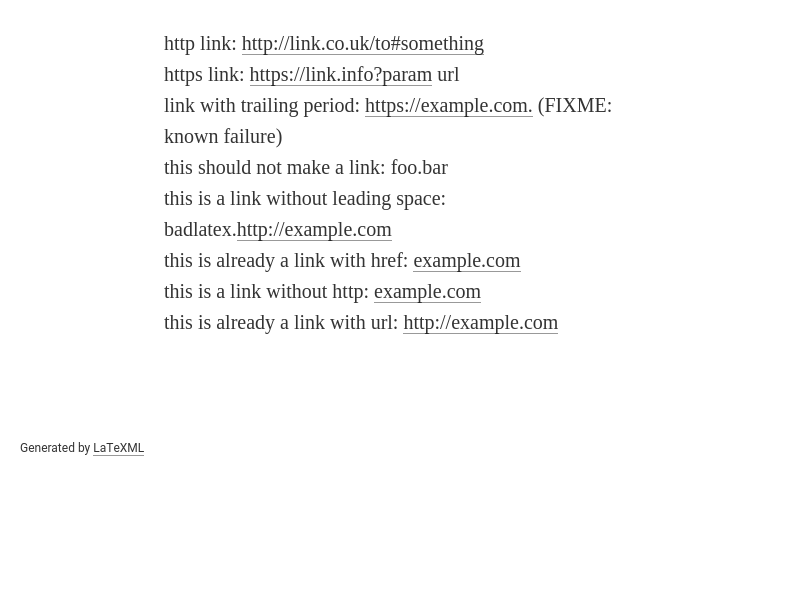 http link: http://link.co.uk/to#something
https link: https://link.info?param url
link with trailing period: https://example.com. (FIXME:
known failure)
this should not make a link: foo.bar
this is a link without leading space:
badlatex.http://example.com
this is already a link with href: example.com
this is a link without http: example.com
this is already a link with url: http://example.com
Generated by LaTeXML